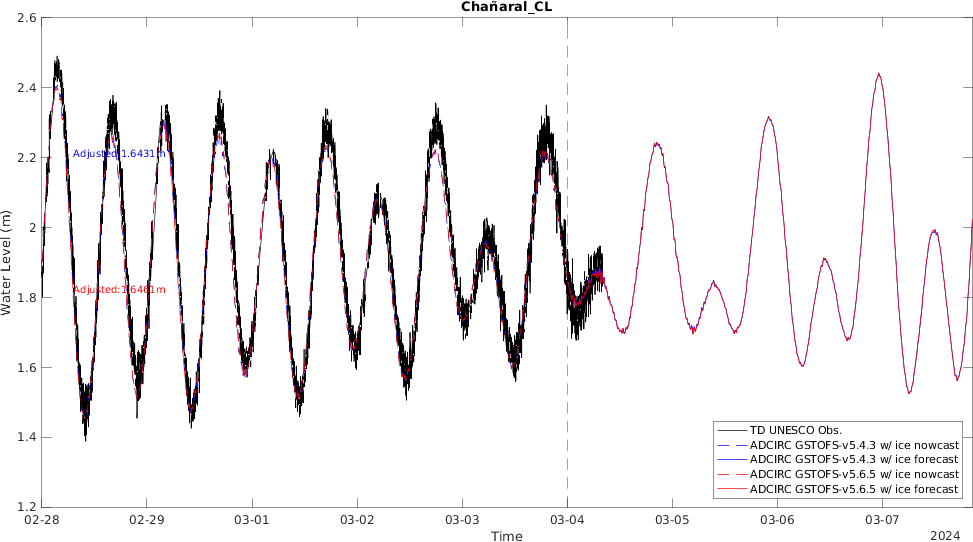 Chañaral_CL
2.6
2.4
2.2
2
1.8
1.6
1.4
1.2
Water Level (m)
Adjusted:1.6431m
Adjusted:1.6461m
TD UNESCO Obs.
ADCIRC GSTOFS-v5.4.3 w/ ice nowcast
ADCIRC GSTOFS-v5.4.3 w/ ice forecast
ADCIRC GSTOFS-v5.6.5 w/ ice nowcast
ADCIRC GSTOFS-v5.6.5 w/ ice forecast
02-28 02-29 03-01 03-02 03-03 03-04 03-05 03-06 03-07
Time
2024